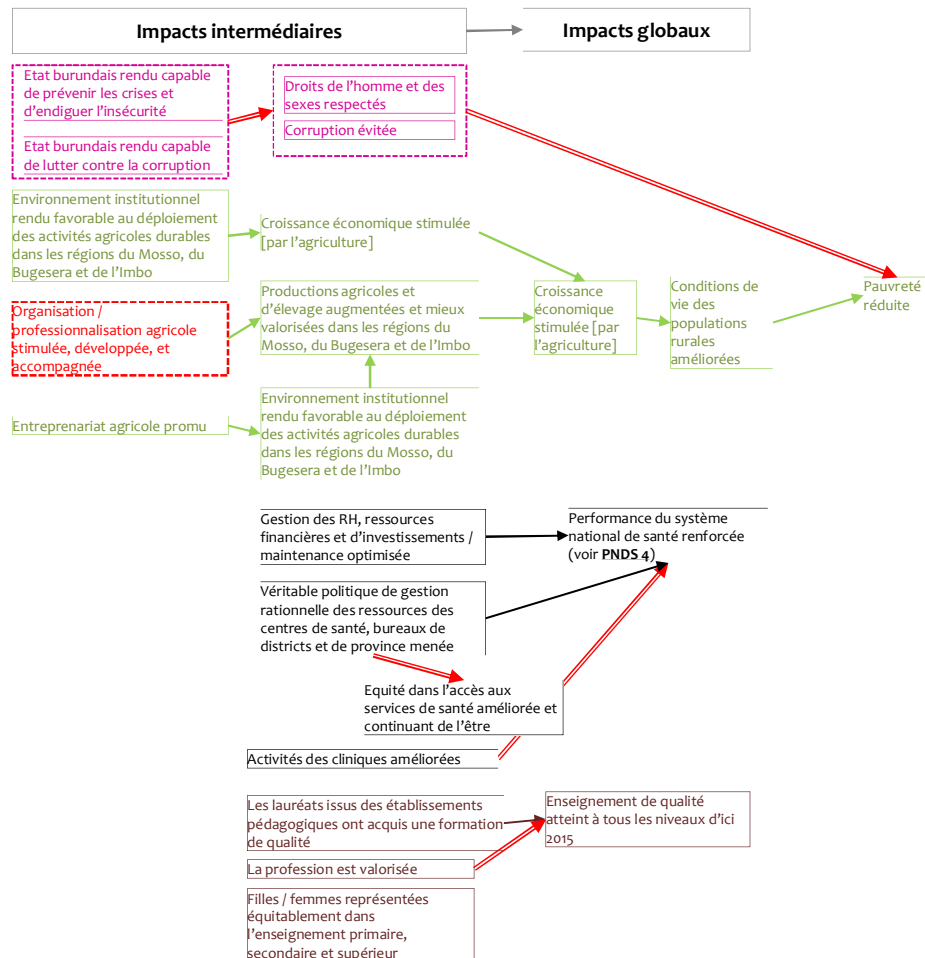 Impacts intermédiaires
Impacts globaux
Etat burundais rendu capable
de prévenir les crises et
d'endiguer l'insécurité
Etat burundais rendu capable
de lutter contre la corruption
Droits de l'homme et des
sexes respectés
Corruption évitée
Environnement institutionnel
rendu favorable au déploiement
des activités agricoles durables
dans les régions du Mosso, du
Bugesera et de l'Imbo
Croissance économique stimulée
[par l'agriculture]
Organisation /
professionnalisation agricole
stimulée, développée, et
accompagnée
Productions agricoles et
d'élevage augmentées et mieux
valorisées dans les régions du
Mosso, du Bugesera et de l'Imbo
Croissance
économique
stimulée [par
l'agriculture]
Conditions de
vie des
populations
rurales
améliorées
Pauvreté
réduite
Entreprenariat agricole promu
Environnement institutionnel
rendu favorable au déploiement
des activités agricoles durables
dans les régions du Mosso, du
Bugesera et de l'Imbo
Gestion des RH, ressources
financières et d'investissements /
maintenance optimisée
Performance du système
national de santé renforcée
(voir PNDS 4)
Véritable politique de gestion
rationnelle des ressources des
centres de santé, bureaux de
districts et de province menée
Equité dans l'accès aux
services de santé améliorée et
continuant de l'être
Activités des cliniques améliorées
Les lauréats issus des établissements
pédagogiques ont acquis une formation
de qualité
Enseignement de qualité
atteint à tous les niveaux d'ici
2015
La profession est valorisée
Filles / femmes représentées
équitablement dans
l'enseignement primaire,
secondaire et supérieur